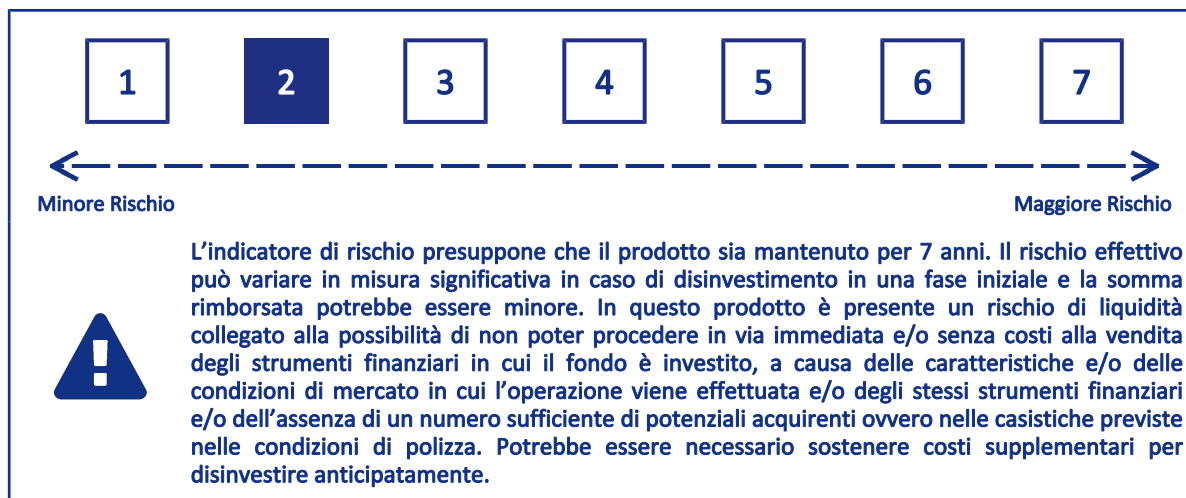 1 2 3 4 5 6 7
Minore Rischio Maggiore Rischio
L'indicatore di rischio presuppone che il prodotto sia mantenuto per 7 anni. Il rischio effettivo
può variare in misura significativa in caso di disinvestimento in una fase iniziale e la somma
rimborsata potrebbe essere minore. In questo prodotto è presente un rischio di liquidità
collegato alla possibilità di non poter procedere in via immediata e/o senza costi alla vendita
degli strumenti finanziari in cui il fondo è investito, a causa delle caratteristiche e/o delle
condizioni di mercato in cui l'operazione viene effettuata e/o degli stessi strumenti finanziari
e/o dell'assenza di un numero sufficiente di potenziali acquirenti ovvero nelle casistiche previste
nelle condizioni di polizza. Potrebbe essere necessario sostenere costi supplementari per
disinvestire anticipatamente.